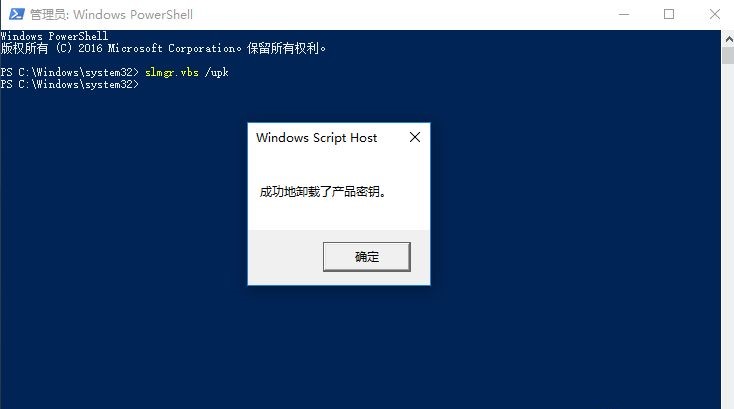 管理员: Windows PowerShell
Windows PowerShell
版权所有 (C) 2016 Microsoft Corporation。保留所有权利。
PS C:\Windows\system32> slmgr.vbs /upk
PS C:\Windows\system32>
Windows Script Host
成功地卸载了产品密钥。
确定